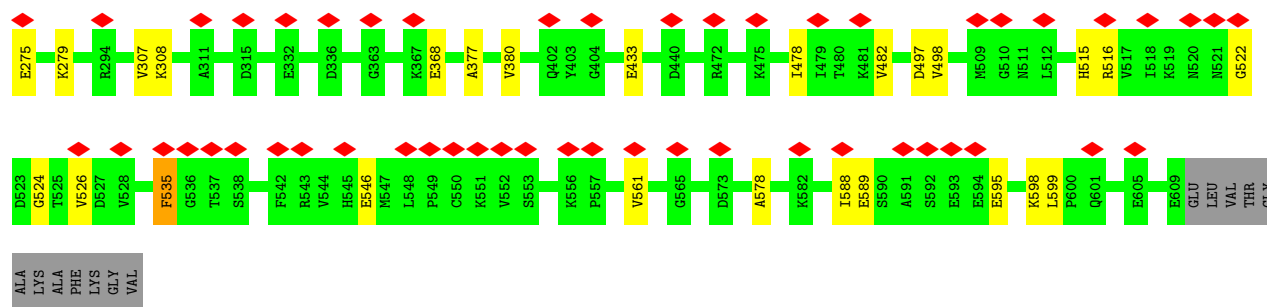 E275 K279 R294 V307 K308 A311 D315 E332 D336 G363 K367 E368 A377 V380 Q402 Y403 G404 E433 D440 R472 K475 I478 I479 T480 K481 V482 D497 V498 M509 G510 N511 L512 H515 R516 V517 I518 K519 N520 N521 G522
D523 G524 T525 V526 D527 V528 F535 G536 T537 S538 F542 R543 V544 H545 E546 M547 L548 P549 C550 K551 V552 S553 K556 P557 V561 G565 D573 A578 K582 I588 E589 S590 A591 S592 E593 E594 E595 K598 L599 P600 Q601 E605 E609 GLU LEU VAL THR GLY
ALA LYS ALA PHE LYS GLY VAL